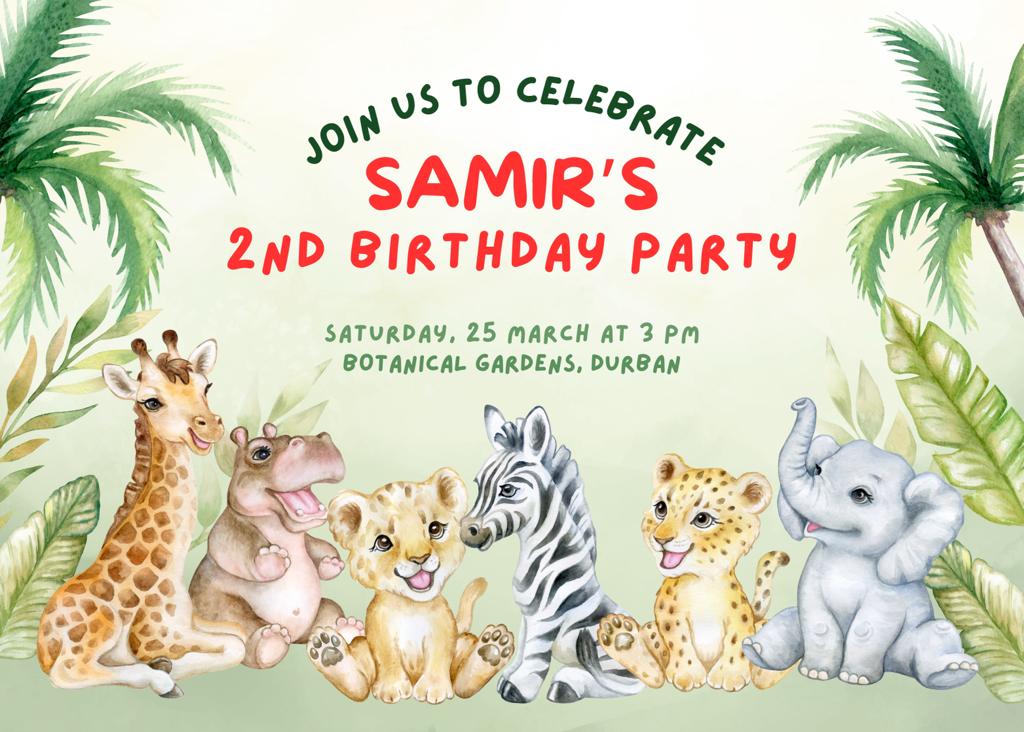 JOIN US TO CELEBRATE
SAMIR'S
2ND BIRTHDAY PARTY
SATURDAY, 25 MARCH AT 3 PM
BOTANICAL GARDENS, DURBAN